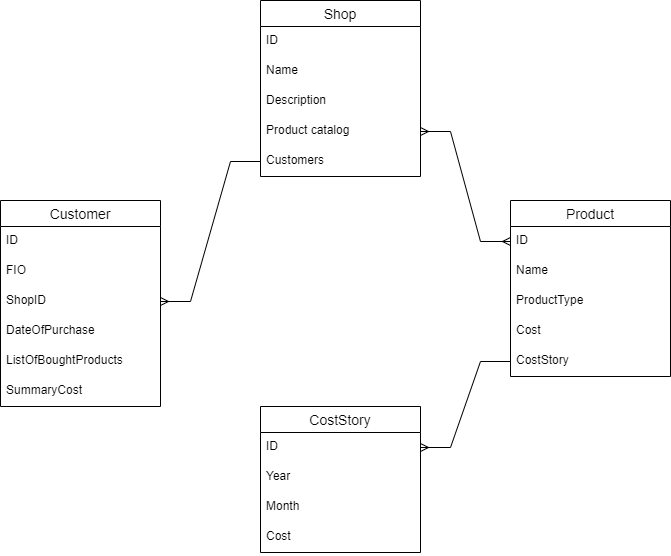 Shop
ID
Name
Description
Product catalog
Customers
Customer
ID
FIO
ShopID
DateOfPurchase
ListOfBoughtProducts
SummaryCost
Product
ID
Name
ProductType
Cost
CostStory
CostStory
ID
Year
Month
Cost